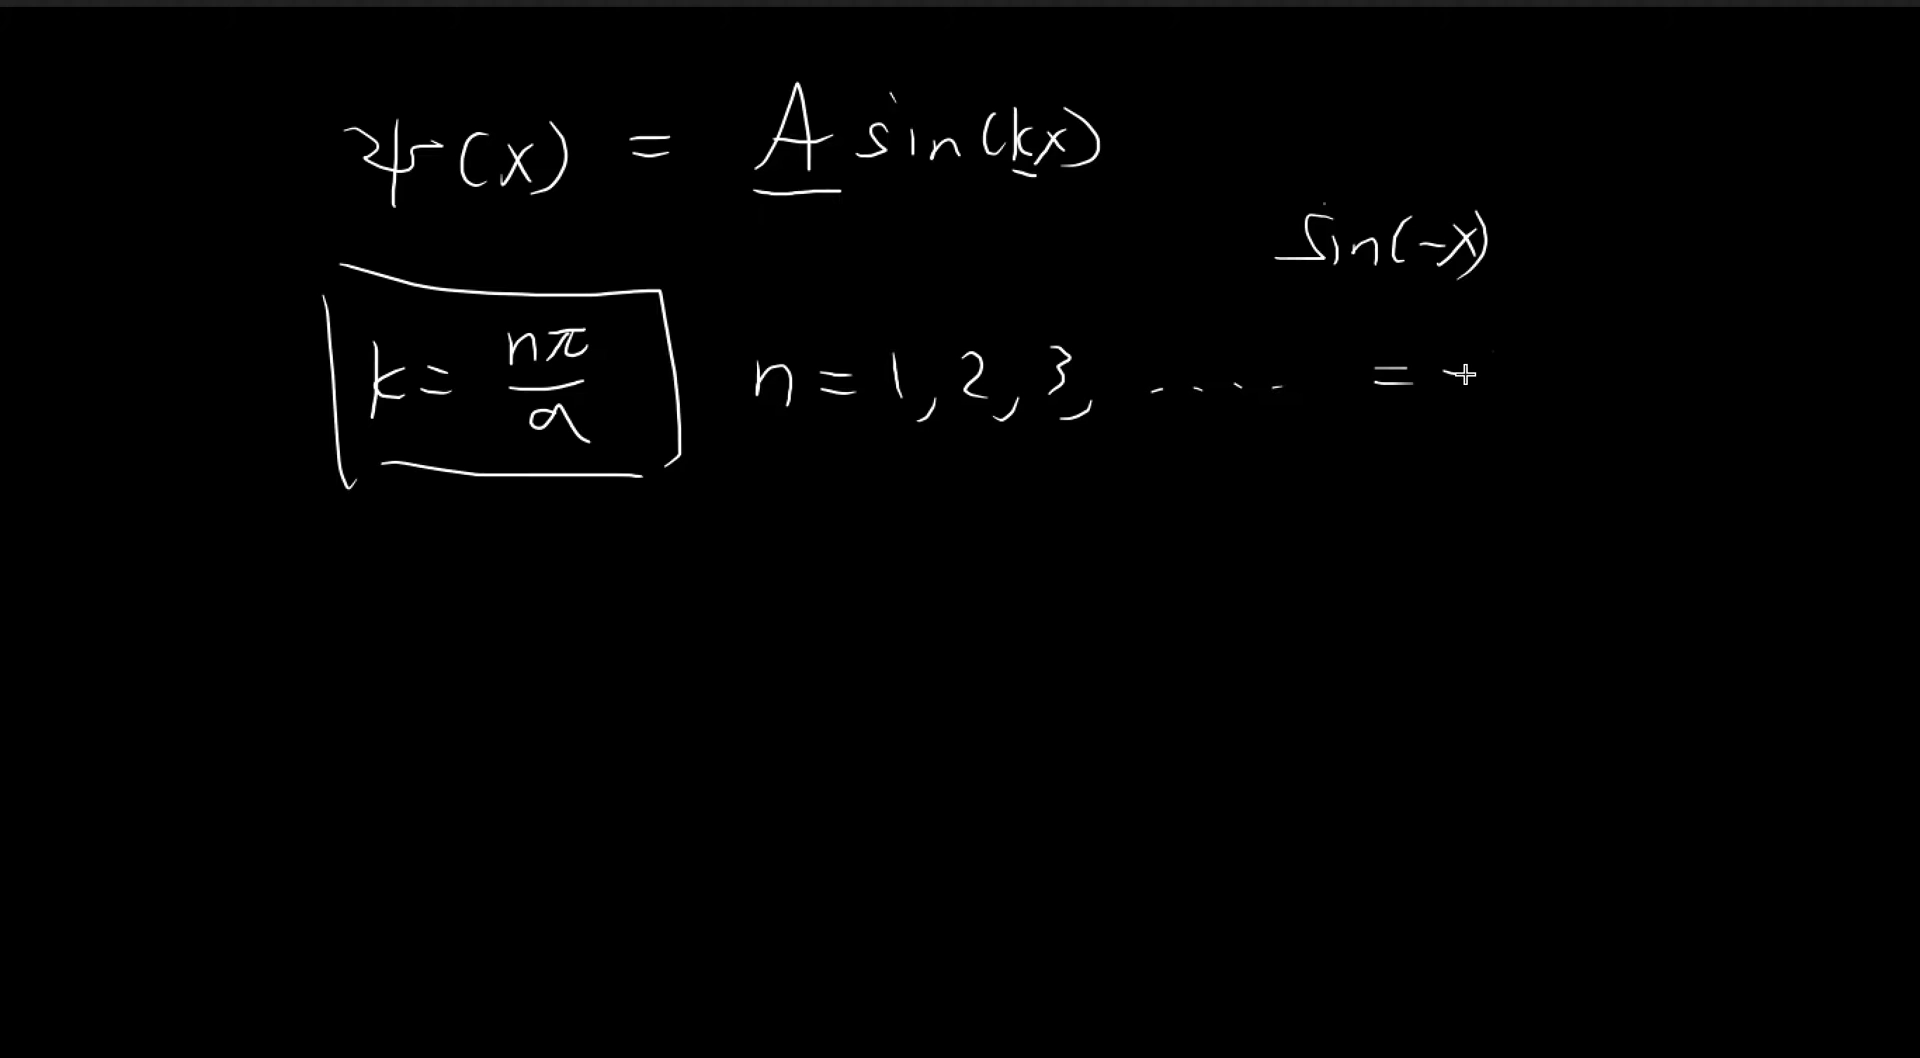 ψ(x) = A sin(kx)
sin(-x)
k = nπ/a n = 1, 2, 3, .... = -